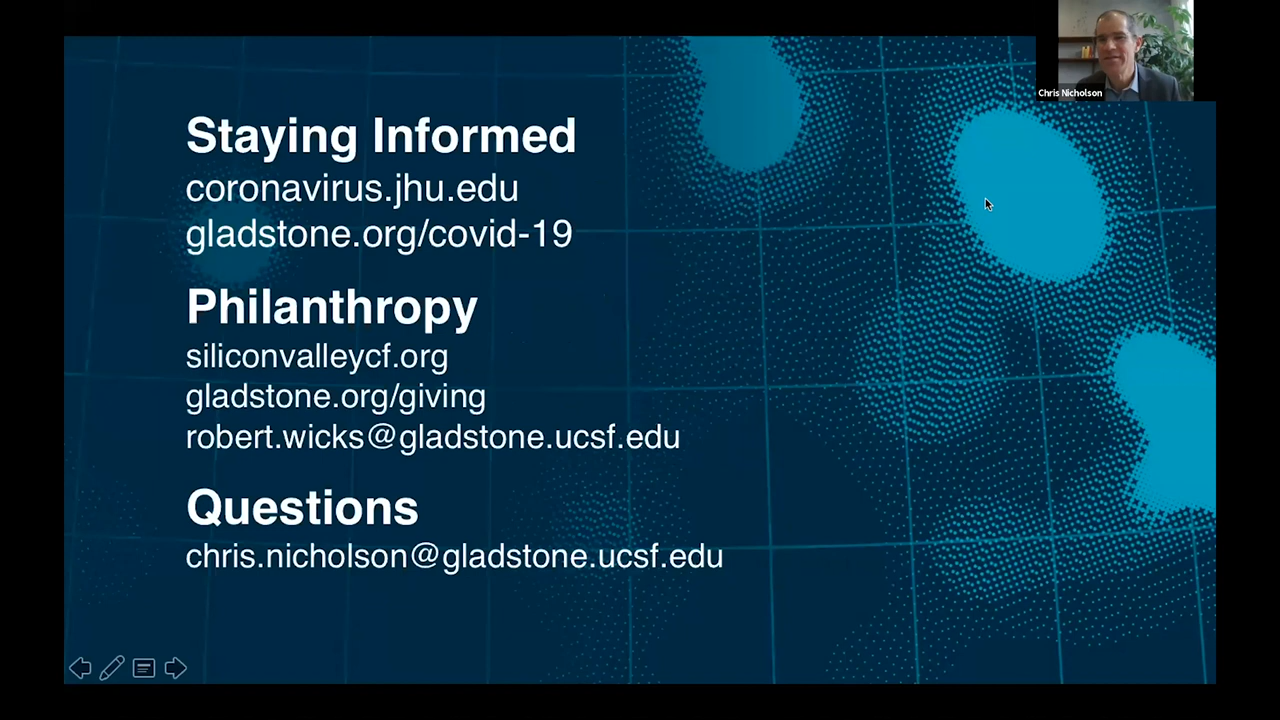 Chris Nicholson
Staying Informed
coronavirus.jhu.edu
gladstone.org/covid-19
Philanthropy
siliconvalleycf.org
gladstone.org/giving
robert.wicks@gladstone.ucsf.edu
Questions
chris.nicholson@gladstone.ucsf.edu